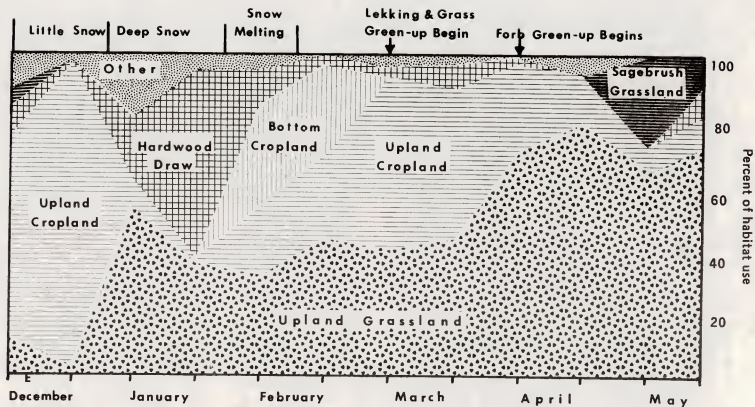 Little Snow
Deep Snow
Snow
Melting
Lekking & Grass
Green-up Begin
Forb Green-up Begins
Other
Sagebrush
Grassland
Hardwood
Draw
Bottom
Cropland
Upland
Cropland
Upland
Cropland
Upland Grassland
100
80
60
40
20
Percent of habitat use
E
December
January
February
March
April
May